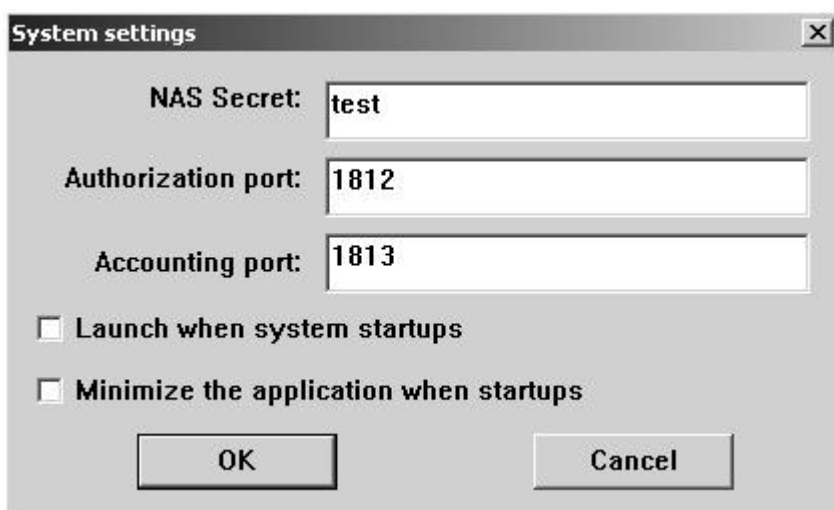 System settings
NAS Secret: test
Authorization port: 1812
Accounting port: 1813
Launch when system startups
Minimize the application when startups
OK Cancel